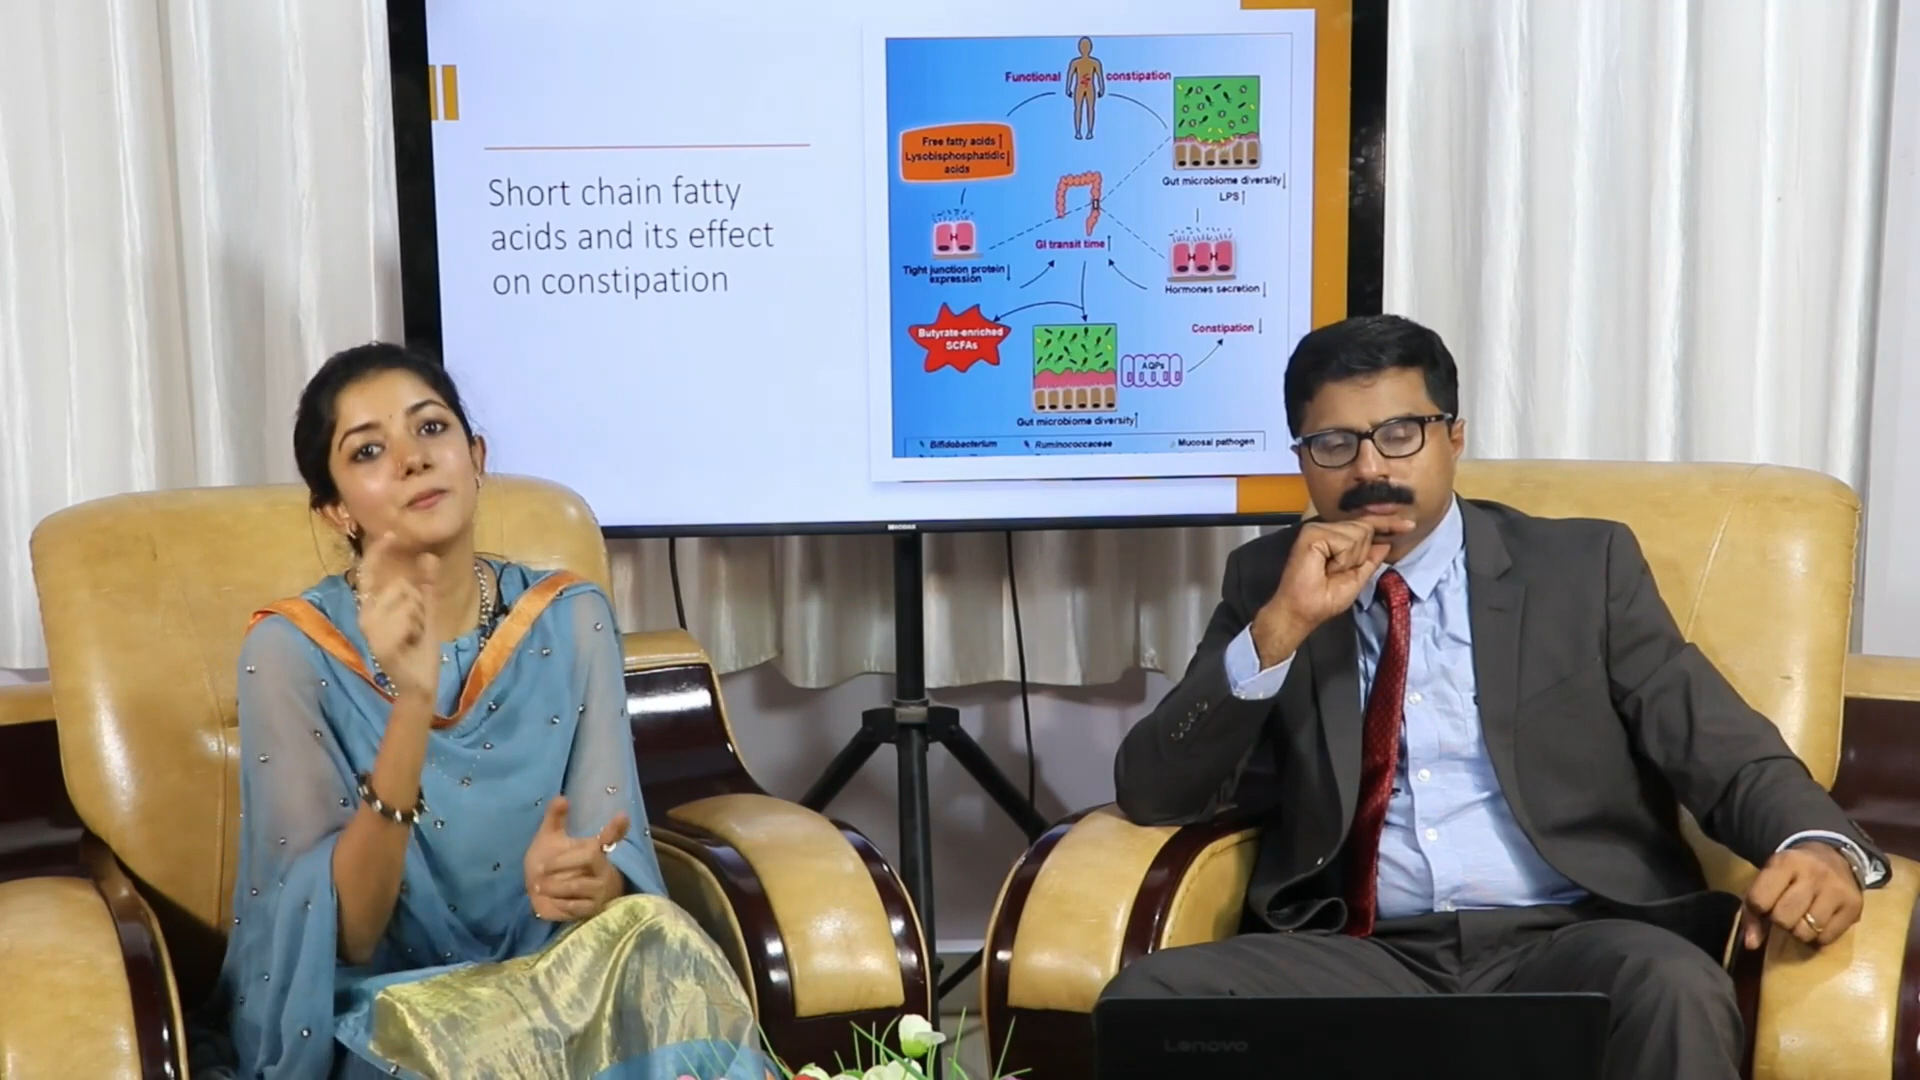 Short chain fatty
acids and its effect
on constipation
Functional constipation
Free fatty acids
Lysobisphosphatidic
acids
Gut microbiome diversity
LPS
GI transit time
Tight junction protein
expression
Hormones secretion
Butyrate-enriched
SCFAs
Constipation
AQPs
Gut microbiome diversity
Bifidobacterium Ruminococcaceae Mucosal pathogen
Lenovo